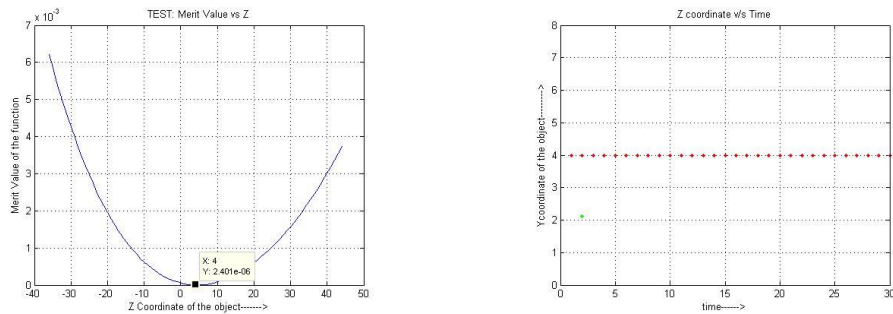 TEST: Merit Value vs Z
7
x 10^-3
6
5
4
3
2
1
0
Merit Value of the function
X: 4
Y: 2.401e-06
-40 -30 -20 -10 0 10 20 30 40 50
Z Coordinate of the object------->
Z coordinate v/s Time
8
7
6
5
4
3
2
1
0
Ycoordinate of the object------->
0 5 10 15 20 25 30
time------>